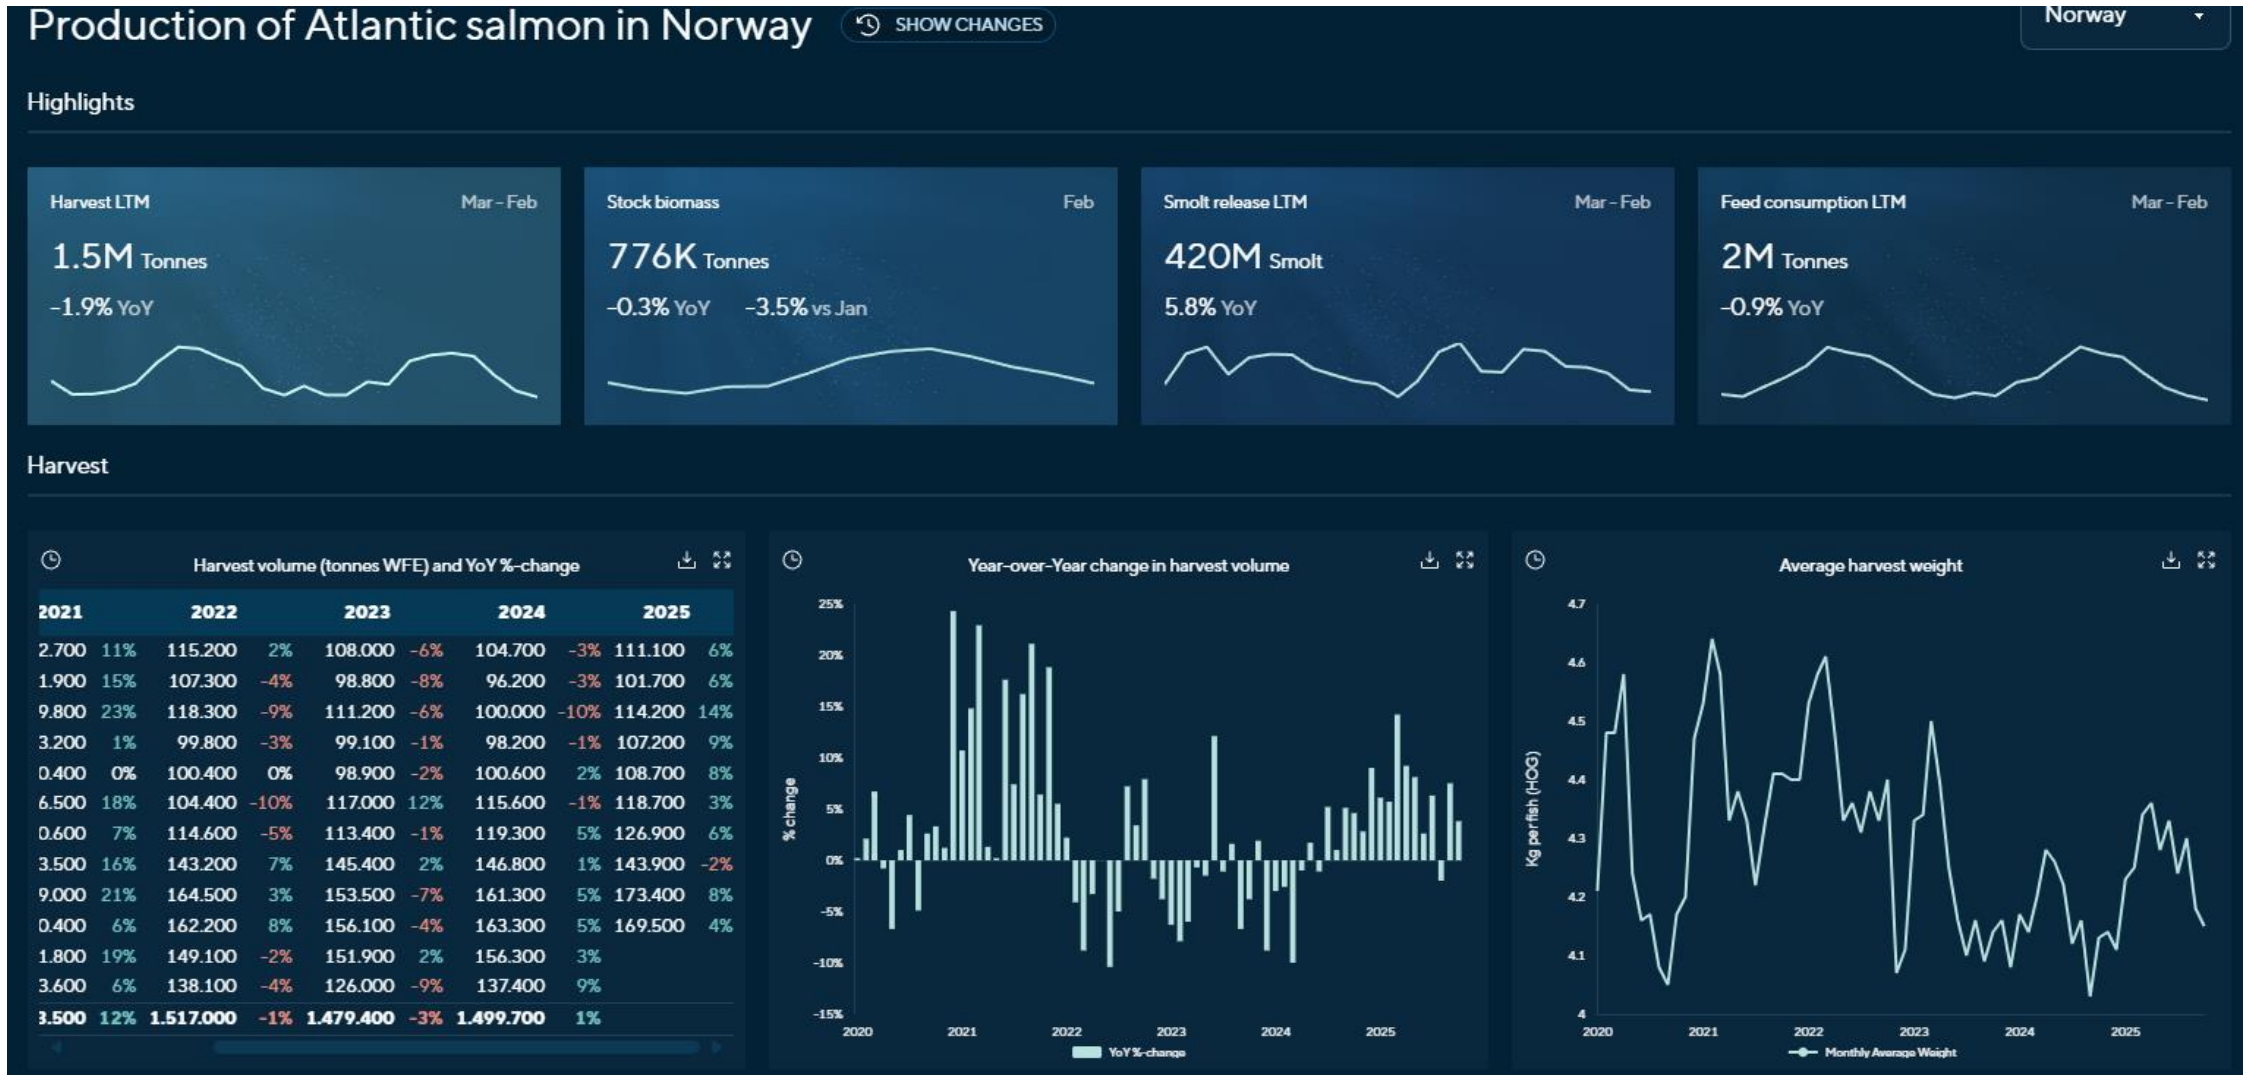 Production of Atlantic salmon in Norway SHOW CHANGES
Norway
Highlights
Harvest LTM Mar – Feb
1.5M Tonnes
-1.9% YoY
Stock biomass Feb
776K Tonnes
-0.3% YoY -3.5% vs Jan
Smolt release LTM Mar – Feb
420M Smolt
5.8% YoY
Feed consumption LTM Mar – Feb
2M Tonnes
-0.9% YoY
Harvest
Harvest volume (tonnes WFE) and YoY %-change
2021 2022 2023 2024 2025
2.700 11% 115.200 2% 108.000 -6% 104.700 -3% 111.100 6%
1.900 15% 107.300 -4% 98.800 -8% 96.200 -3% 101.700 6%
9.800 23% 118.300 -9% 111.200 -6% 100.000 -10% 114.200 14%
3.200 1% 99.800 -3% 99.100 -1% 98.200 -1% 107.200 9%
0.400 0% 100.400 0% 98.900 -2% 100.600 2% 108.700 8%
6.500 18% 104.400 -10% 117.000 12% 115.600 -1% 118.700 3%
0.600 7% 114.600 -5% 113.400 -1% 119.300 5% 126.900 6%
3.500 16% 143.200 7% 145.400 2% 146.800 1% 143.900 -2%
9.000 21% 164.500 3% 153.500 -7% 161.300 5% 173.400 8%
0.400 6% 162.200 8% 156.100 -4% 163.300 5% 169.500 4%
1.800 19% 149.100 -2% 151.900 2% 156.300 3%
3.600 6% 138.100 -4% 126.000 -9% 137.400 9%
3.500 12% 1.517.000 -1% 1.479.400 -3% 1.499.700 1%
Year-over-Year change in harvest volume
% change
25%
20%
15%
10%
5%
0%
-5%
-10%
-15%
2020 2021 2022 2023 2024 2025
YoY %-change
Average harvest weight
Kg per fish (HOG)
4.7
4.6
4.5
4.4
4.3
4.2
4.1
4
2020 2021 2022 2023 2024 2025
Monthly Average Weight